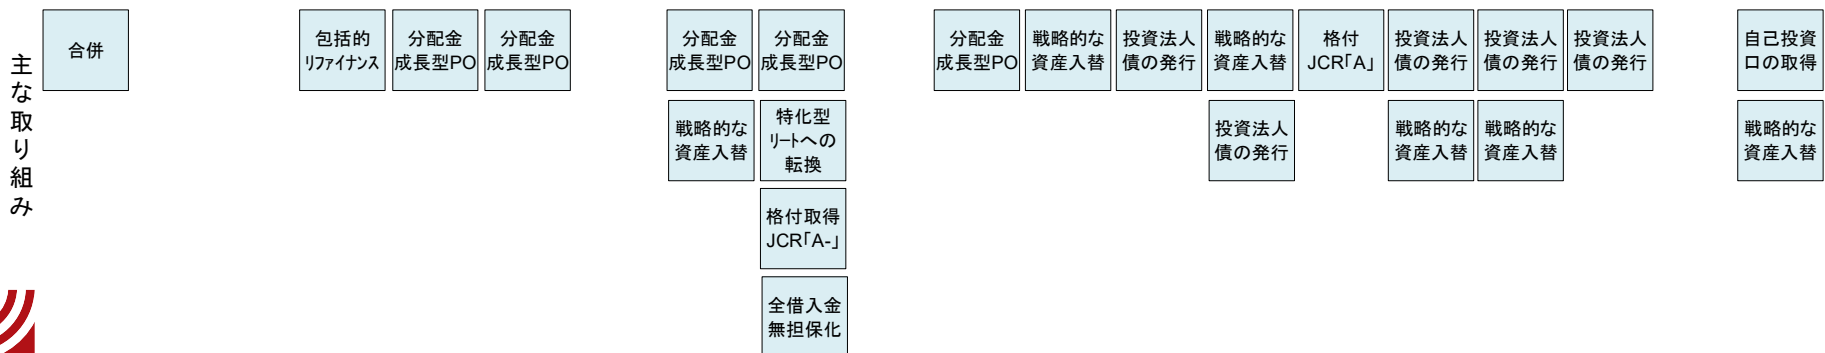 主な取り組み
合併
包括的
リファイナンス
分配金
成長型PO
分配金
成長型PO
分配金
成長型PO
分配金
成長型PO
分配金
成長型PO
戦略的な
資産入替
投資法人
債の発行
戦略的な
資産入替
格付
JCR「A」
投資法人
債の発行
投資法人
債の発行
投資法人
債の発行
自己投資
口の取得
戦略的な
資産入替
特化型
リートへの
転換
投資法人
債の発行
戦略的な
資産入替
戦略的な
資産入替
戦略的な
資産入替
格付取得
JCR「A-」
全借入金
無担保化